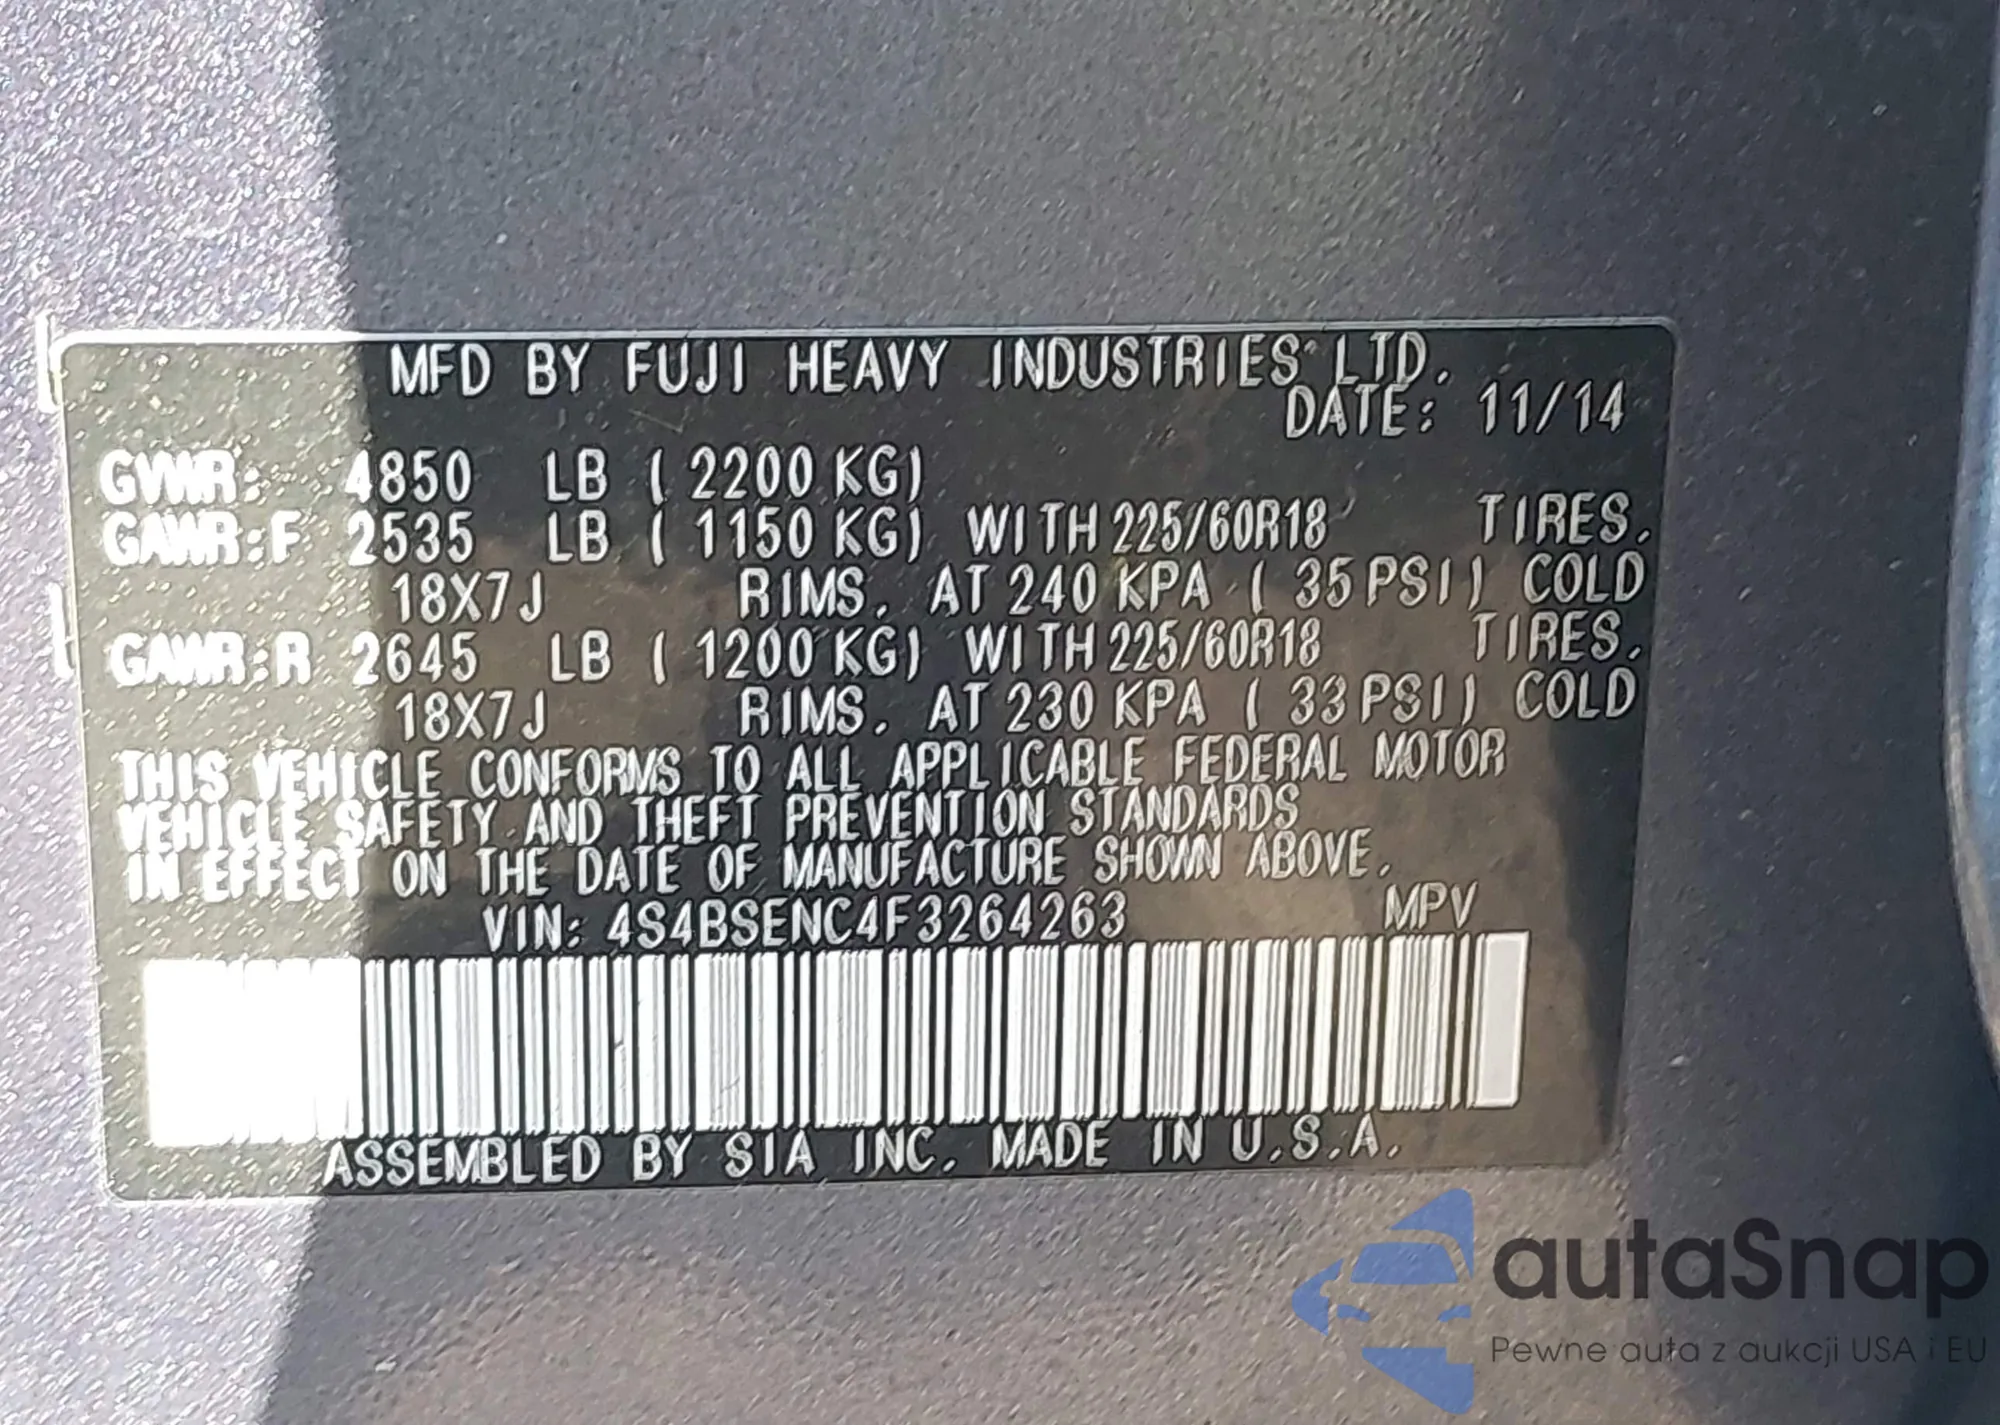 MFD BY FUJI HEAVY INDUSTRIES LTD.
DATE: 11/14
GVWR: 4850 LB ( 2200 KG)
GAWR:F 2535 LB ( 1150 KG) WITH 225/60R18 TIRES.
18X7J RIMS. AT 240 KPA ( 35 PSI) COLD
GAWR:R 2645 LB ( 1200 KG) WITH 225/60R18 TIRES.
18X7J RIMS. AT 230 KPA ( 33 PSI) COLD
THIS VEHICLE CONFORMS TO ALL APPLICABLE FEDERAL MOTOR
VEHICLE SAFETY AND THEFT PREVENTION STANDARDS
IN EFFECT ON THE DATE OF MANUFACTURE SHOWN ABOVE.
VIN: 4S4BSENC4F3264263 MPV
ASSEMBLED BY SIA INC. MADE IN U.S.A.
autaSnap
Pewne auta z aukcji USA i EU